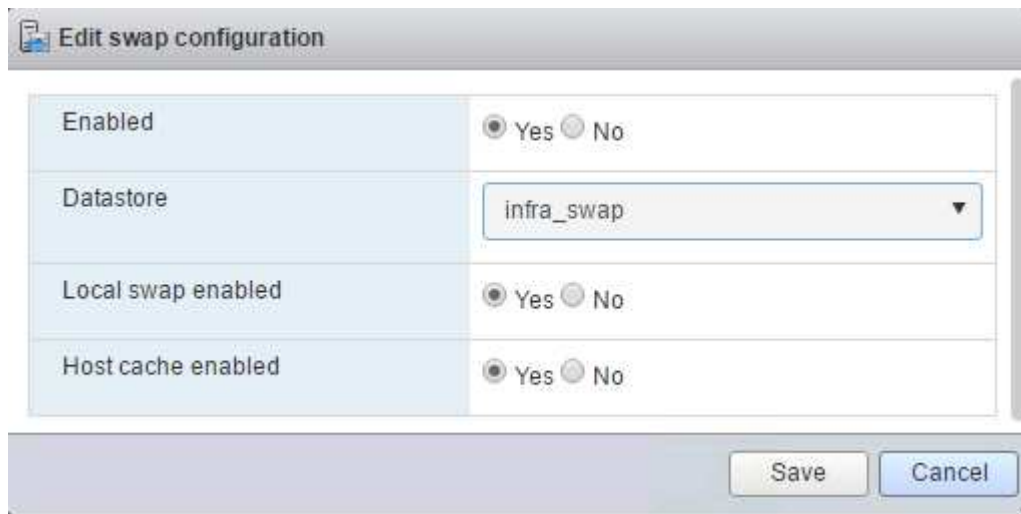 Edit swap configuration
Enabled
Yes No
Datastore
infra_swap
Local swap enabled
Yes No
Host cache enabled
Yes No
Save Cancel